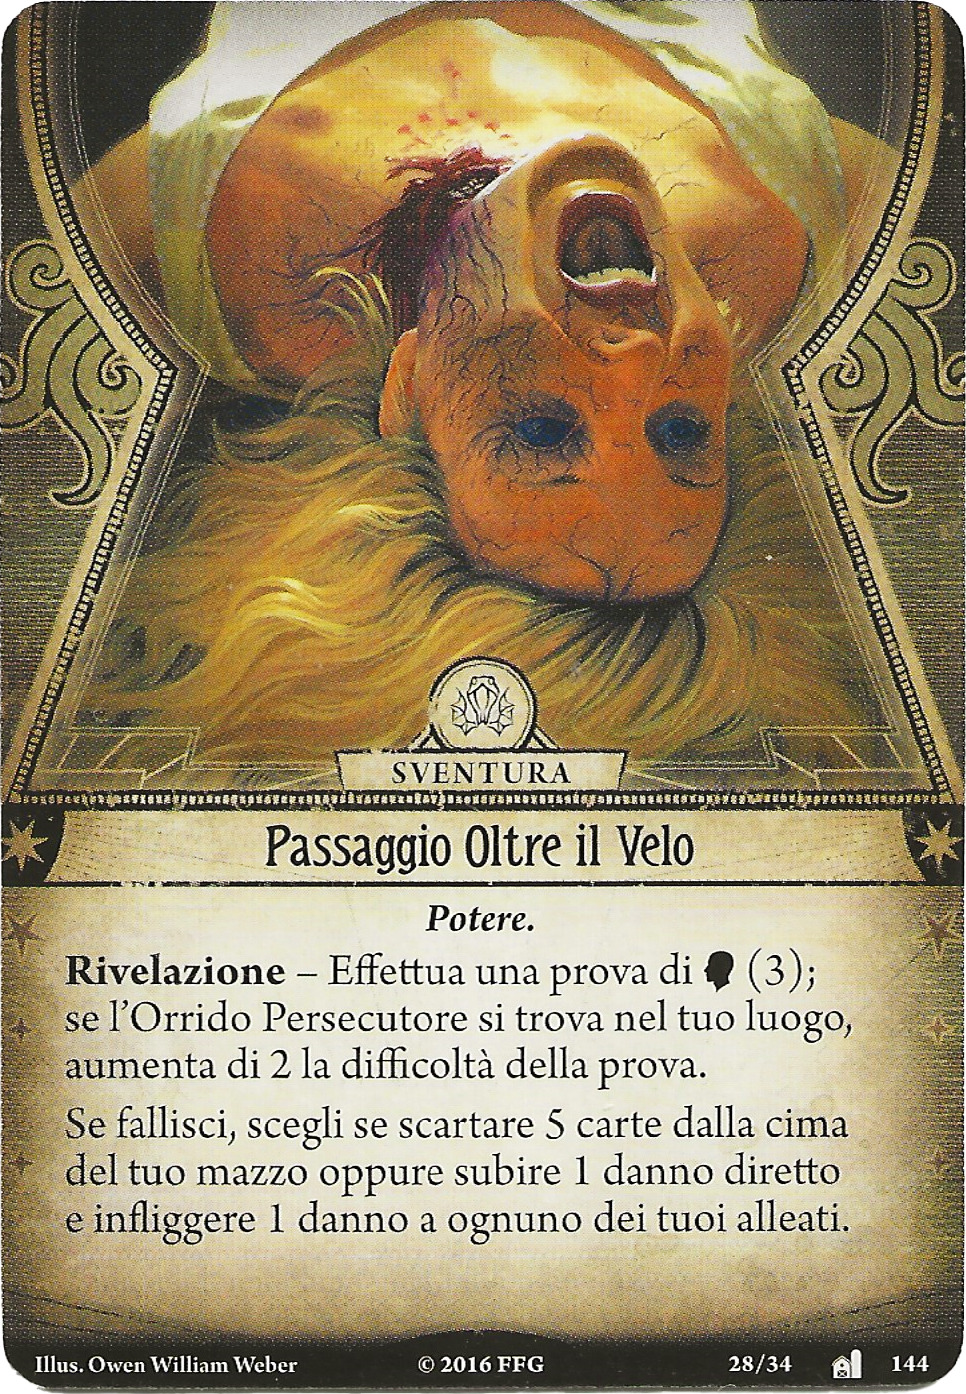 SVENTURA
Passaggio Oltre il Velo
Potere.
Rivelazione – Effettua una prova di (3);
se l'Orrido Persecutore si trova nel tuo luogo,
aumenta di 2 la difficoltà della prova.
Se fallisci, scegli se scartare 5 carte dalla cima
del tuo mazzo oppure subire 1 danno diretto
e infliggere 1 danno a ognuno dei tuoi alleati.
Illus. Owen William Weber © 2016 FFG 28/34 144